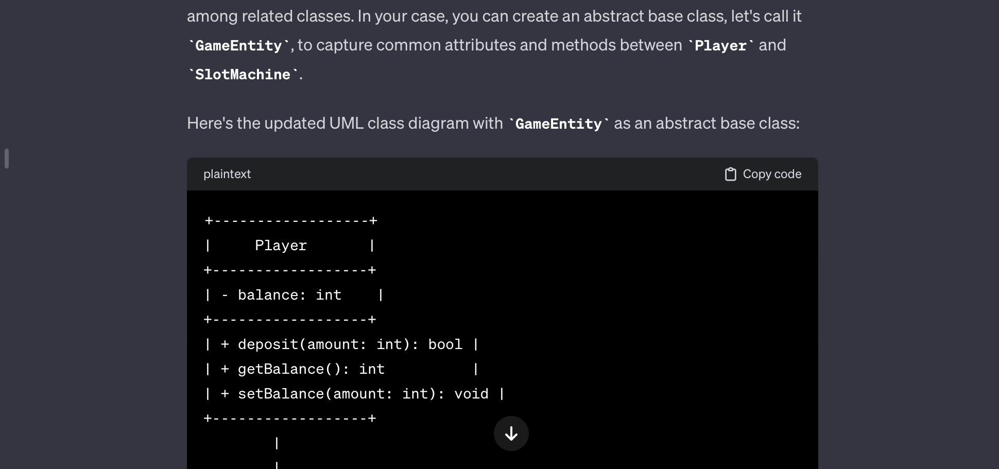 among related classes. In your case, you can create an abstract base class, let's call it
`GameEntity`, to capture common attributes and methods between `Player` and
`SlotMachine`.
Here's the updated UML class diagram with `GameEntity` as an abstract base class:
plaintext Copy code
+------------------+
|     Player       |
+------------------+
| - balance: int    |
+------------------+
| + deposit(amount: int): bool |
| + getBalance(): int          |
| + setBalance(amount: int): void |
+------------------+
        |
        |